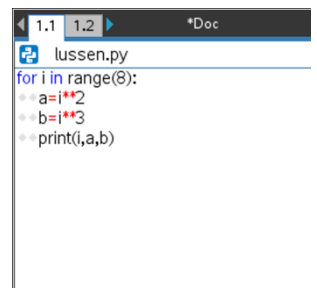 1.1 1.2 *Doc
lussen.py
for i in range(8):
  a=i**2
  b=i**3
  print(i,a,b)